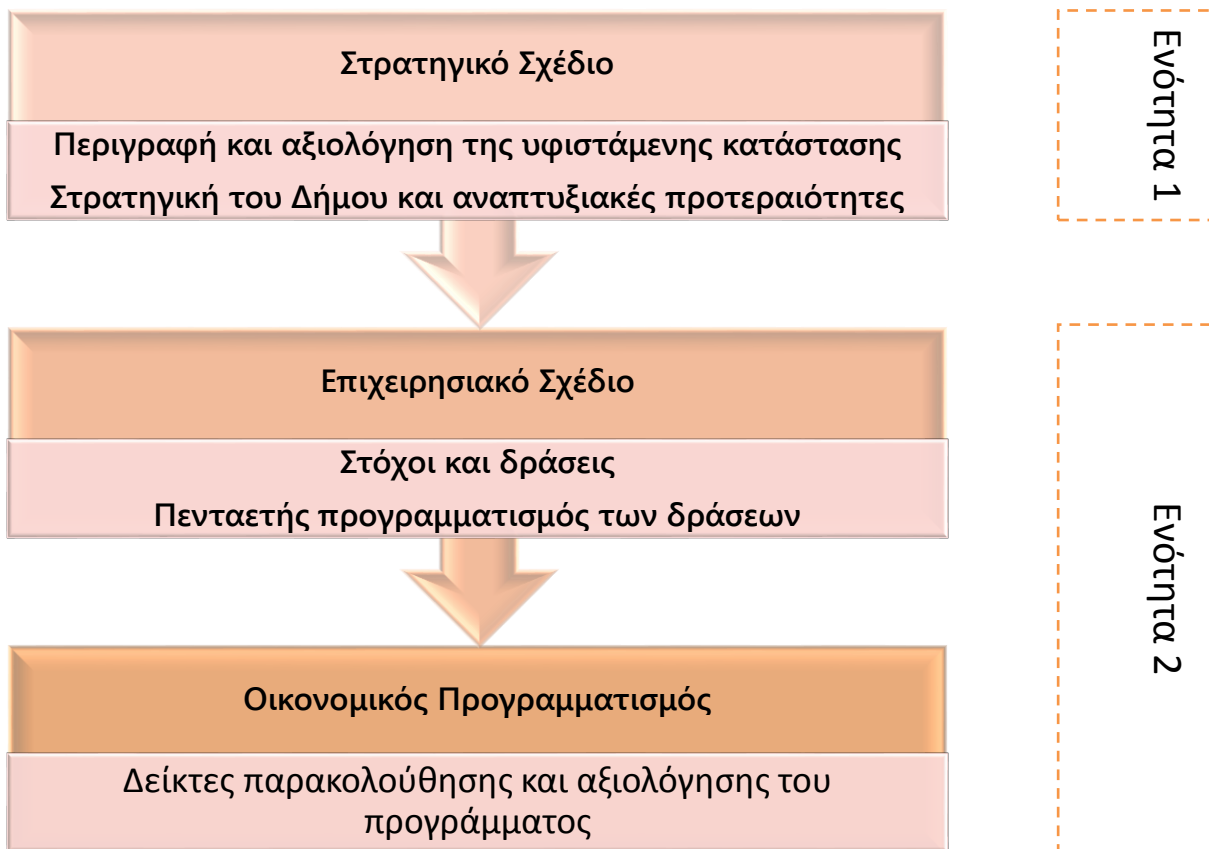 Στρατηγικό Σχέδιο
Περιγραφή και αξιολόγηση της υφιστάμενης κατάστασης
Στρατηγική του Δήμου και αναπτυξιακές προτεραιότητες
Ενότητα 1
Επιχειρησιακό Σχέδιο
Στόχοι και δράσεις
Πενταετής προγραμματισμός των δράσεων
Οικονομικός Προγραμματισμός
Δείκτες παρακολούθησης και αξιολόγησης του
προγράμματος
Ενότητα 2